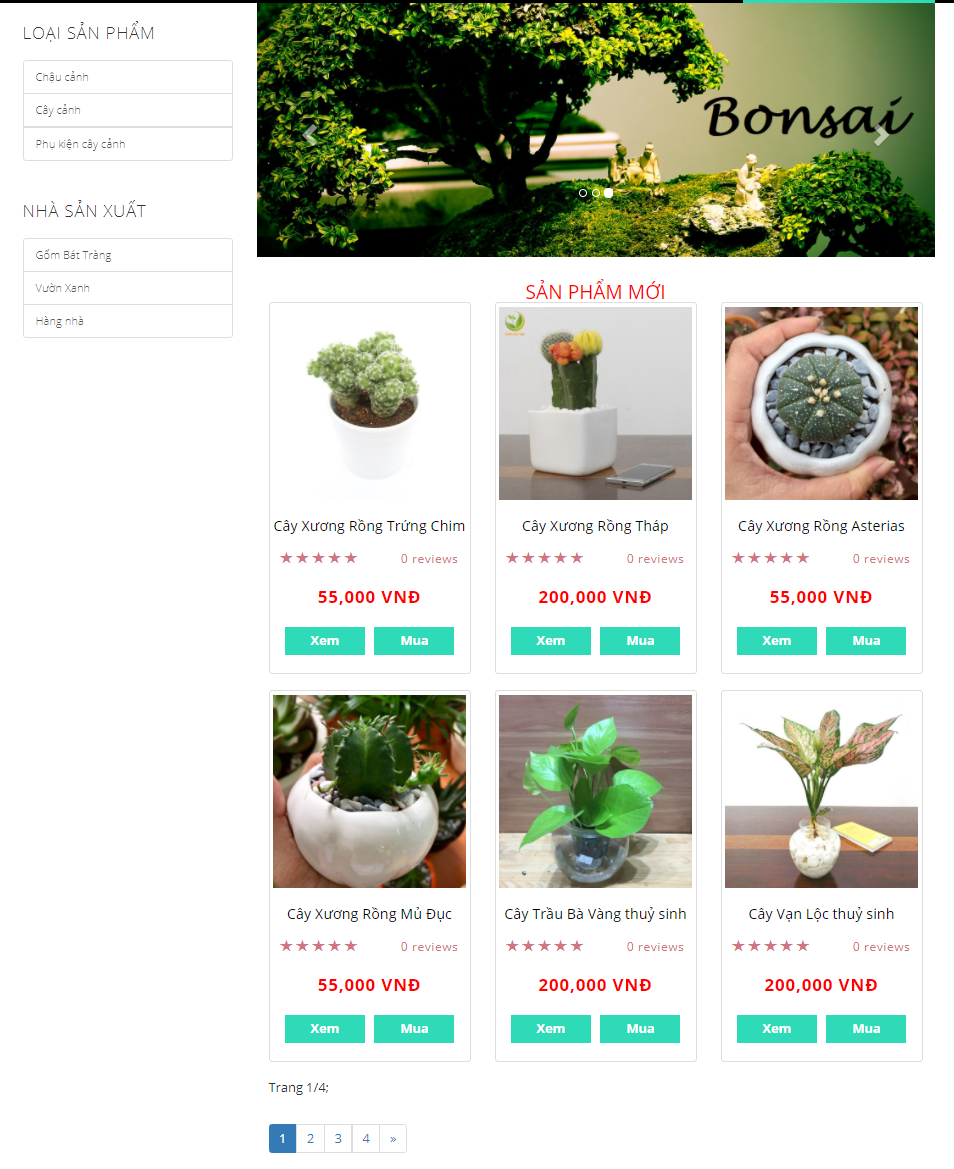 LOẠI SẢN PHẨM
Chậu cảnh
Cây cảnh
Phụ kiện cây cảnh
NHÀ SẢN XUẤT
Gốm Bát Tràng
Vườn Xanh
Hàng nhà
Bonsai
SẢN PHẨM MỚI
Cây Xương Rồng Trứng Chim
★★★★★ 0 reviews
55,000 VNĐ
Xem Mua
Cây Xương Rồng Tháp
★★★★★ 0 reviews
200,000 VNĐ
Xem Mua
Cây Xương Rồng Asterias
★★★★★ 0 reviews
55,000 VNĐ
Xem Mua
Cây Xương Rồng Mủ Đục
★★★★★ 0 reviews
55,000 VNĐ
Xem Mua
Cây Trầu Bà Vàng thuỷ sinh
★★★★★ 0 reviews
200,000 VNĐ
Xem Mua
Cây Vạn Lộc thuỷ sinh
★★★★★ 0 reviews
200,000 VNĐ
Xem Mua
Trang 1/4;
1 2 3 4 »